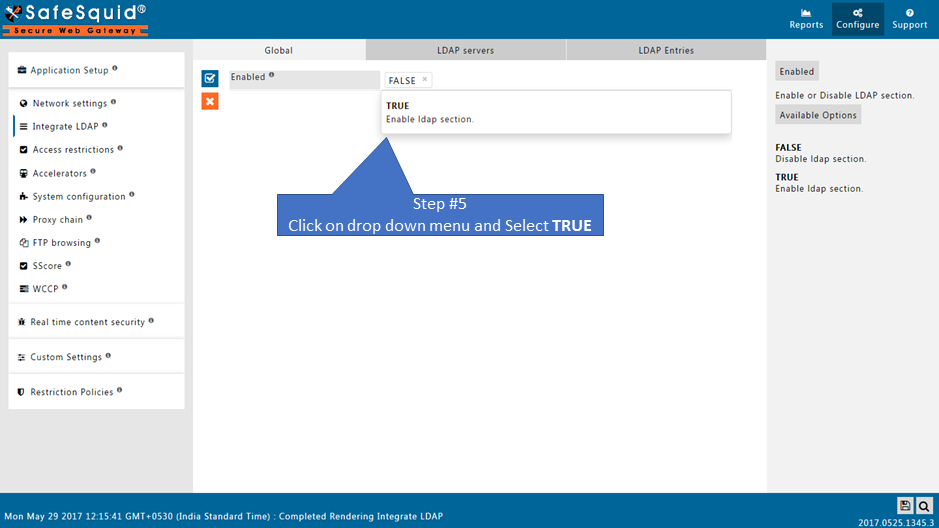 SafeSquid®
Secure Web Gateway
Reports
Configure
Support
Global
LDAP servers
LDAP Entries
Application Setup
Network settings
Integrate LDAP
Access restrictions
Accelerators
System configuration
Proxy chain
FTP browsing
SScore
WCCP
Real time content security
Custom Settings
Restriction Policies
Enabled
FALSE ×
TRUE
Enable ldap section.
Step #5
Click on drop down menu and Select TRUE
Enabled
Enable or Disable LDAP section.
Available Options
FALSE
Disable ldap section.
TRUE
Enable ldap section.
Mon May 29 2017 12:15:41 GMT+0530 (India Standard Time) : Completed Rendering Integrate LDAP
2017.0525.1345.3